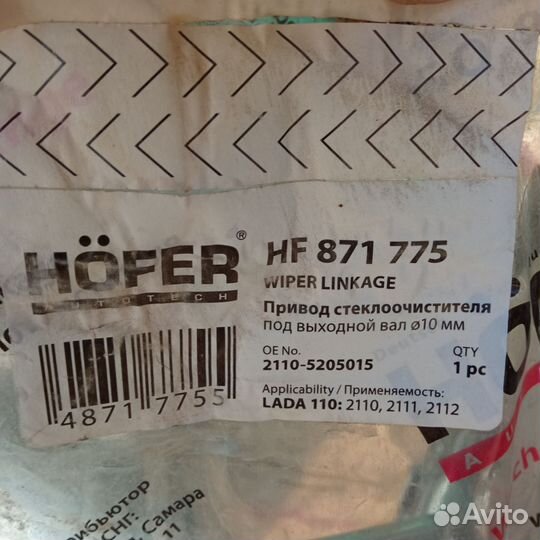 HÖFER®
AUTOTECH
HF 871 775
WIPER LINKAGE
Привод стеклоочистителя
под выходной вал ø10 мм
OE No.
QTY
2110-5205015
1 pc
Applicability / Применяемость:
LADA 110: 2110, 2111, 2112
4871 7755
СНГ:
Самара
11
Avito